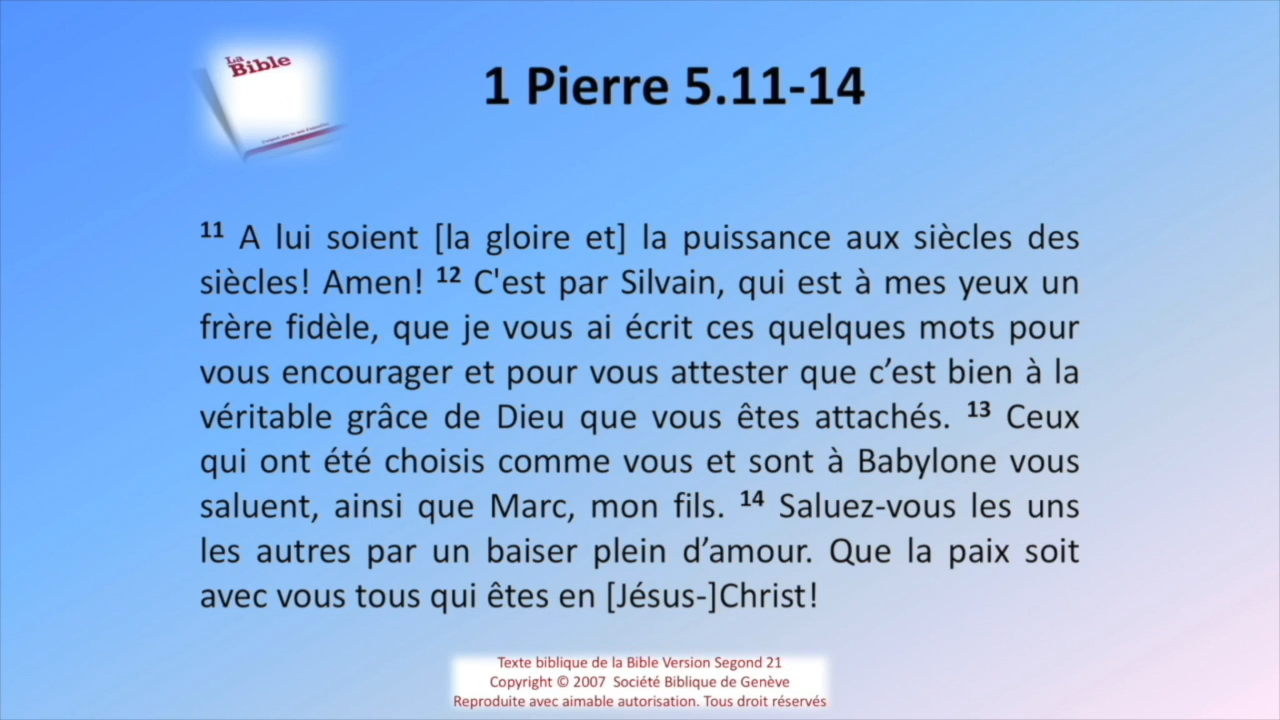 La
Bible
1 Pierre 5.11-14
11 A lui soient [la gloire et] la puissance aux siècles des
siècles! Amen! 12 C'est par Silvain, qui est à mes yeux un
frère fidèle, que je vous ai écrit ces quelques mots pour
vous encourager et pour vous attester que c’est bien à la
véritable grâce de Dieu que vous êtes attachés. 13 Ceux
qui ont été choisis comme vous et sont à Babylone vous
saluent, ainsi que Marc, mon fils. 14 Saluez-vous les uns
les autres par un baiser plein d’amour. Que la paix soit
avec vous tous qui êtes en [Jésus-]Christ!
Texte biblique de la Bible Version Segond 21
Copyright © 2007 Société Biblique de Genève
Reproduite avec aimable autorisation. Tous droit réservés